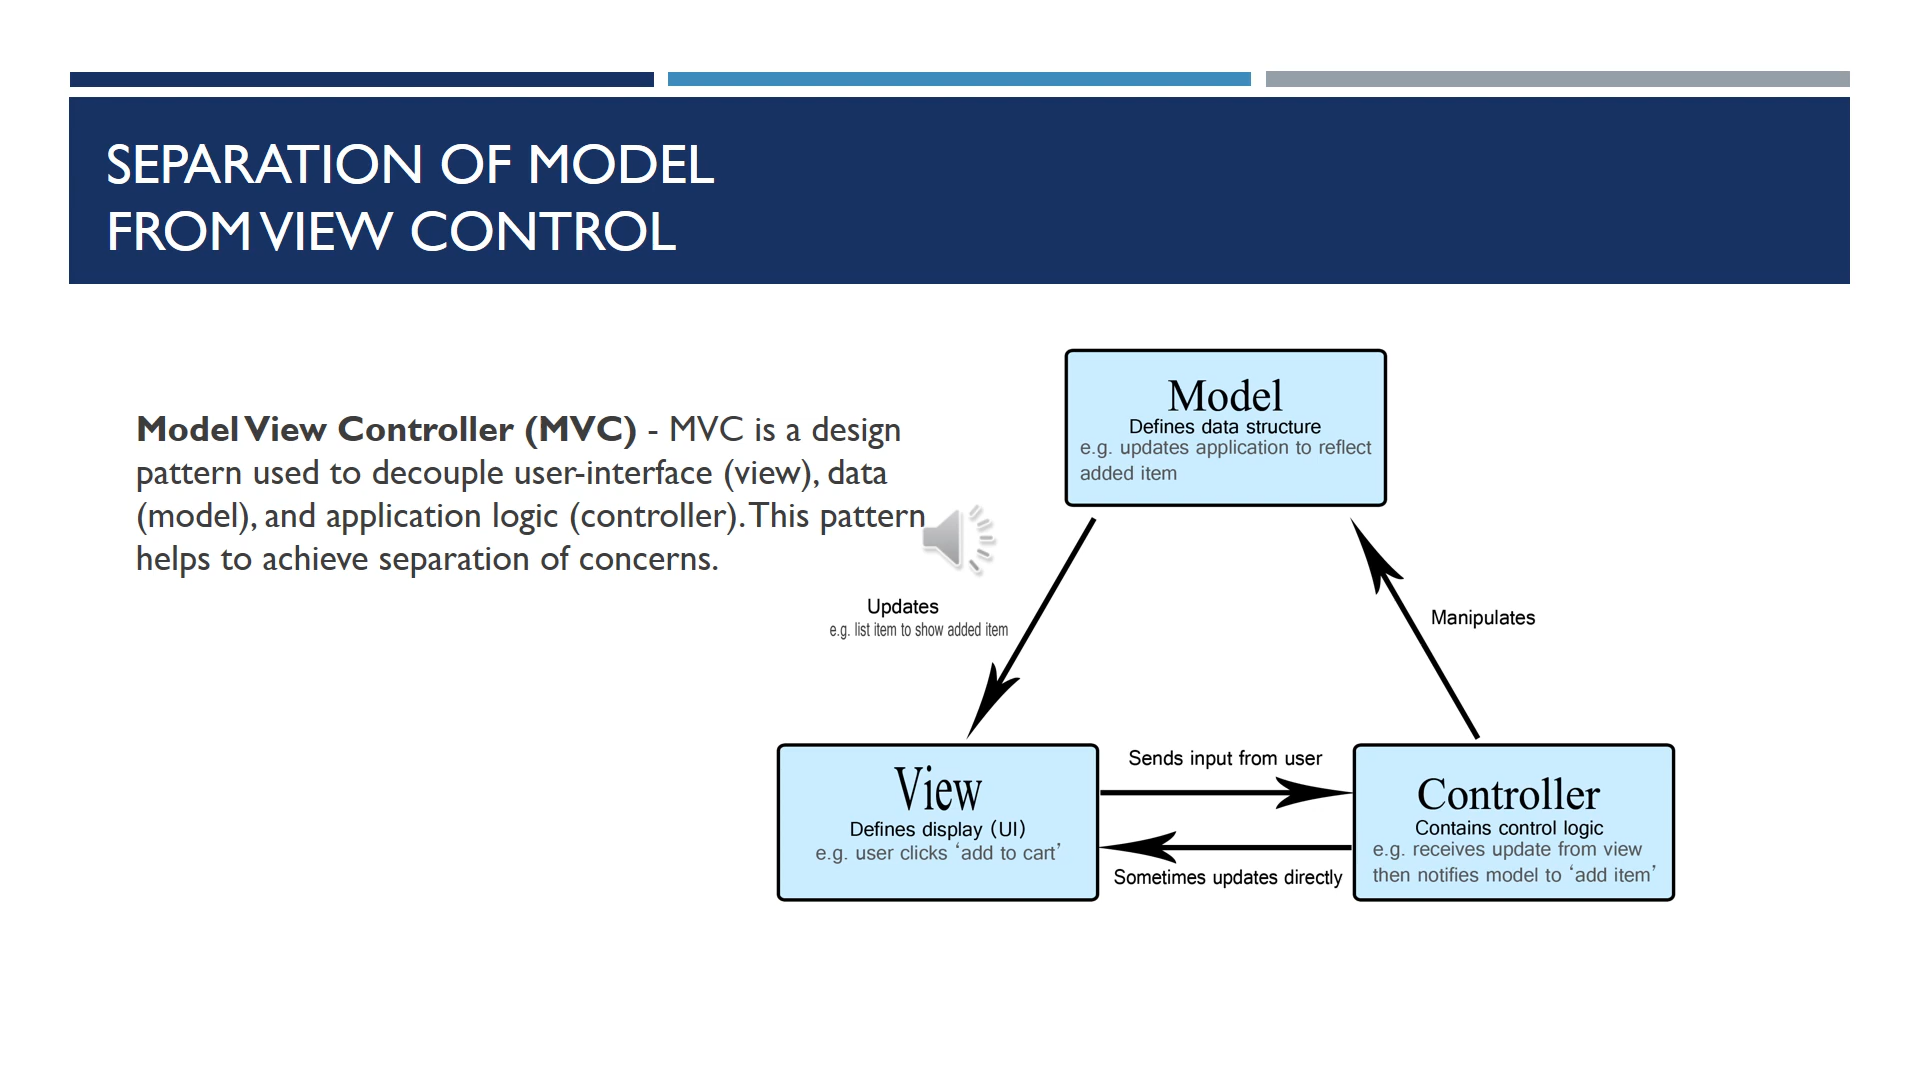 SEPARATION OF MODEL
FROM VIEW CONTROL
Model View Controller (MVC) - MVC is a design
pattern used to decouple user-interface (view), data
(model), and application logic (controller). This pattern
helps to achieve separation of concerns.
Model
Defines data structure
e.g. updates application to reflect
added item
Updates
e.g. list item to show added item
Manipulates
View
Defines display (UI)
e.g. user clicks ‘add to cart’
Sends input from user
Sometimes updates directly
Controller
Contains control logic
e.g. receives update from view
then notifies model to ‘add item’